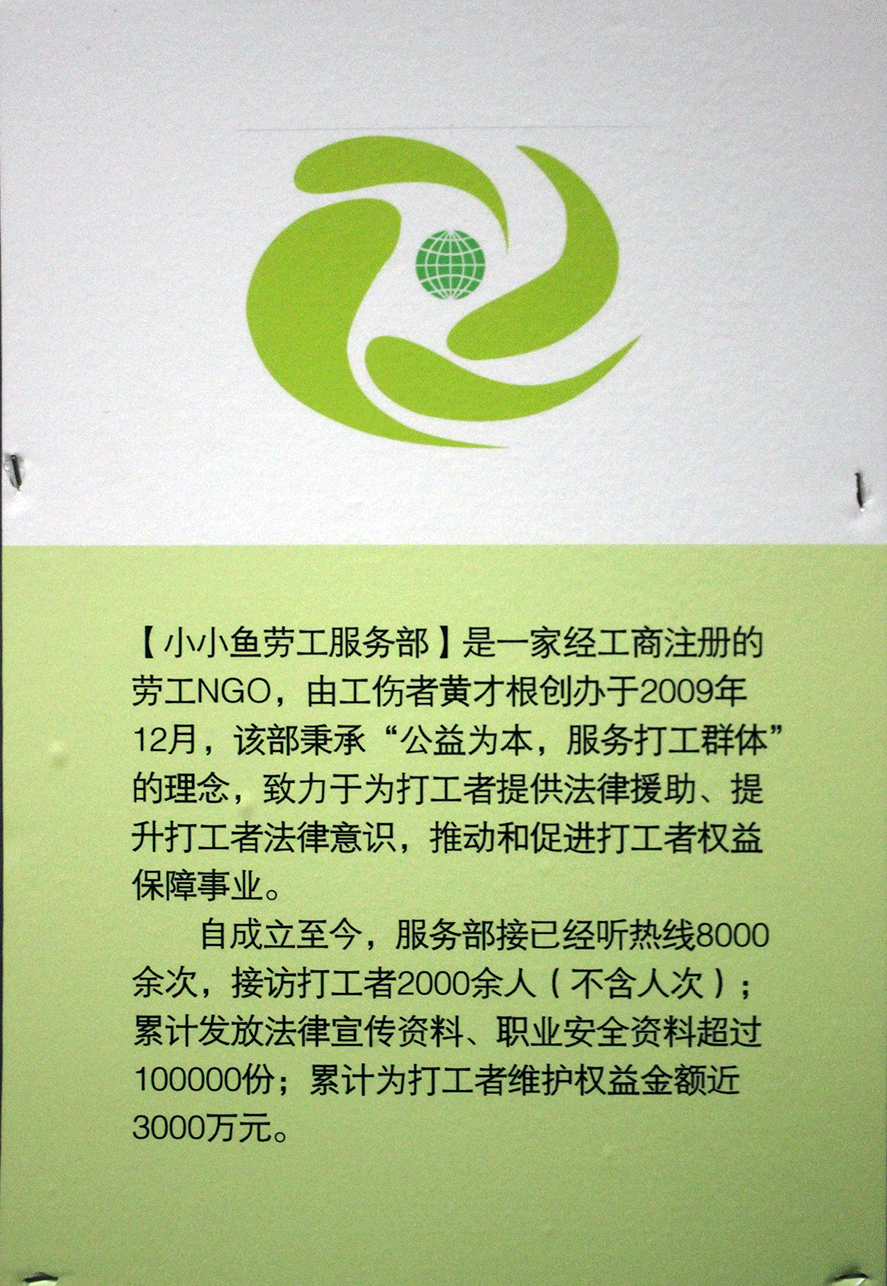 【小小鱼劳工服务部】是一家经工商注册的
劳工NGO，由工伤者黄才根创办于2009年
12月，该部秉承“公益为本，服务打工群体”
的理念，致力于为打工者提供法律援助、提
升打工者法律意识，推动和促进打工者权益
保障事业。
自成立至今，服务部接已经听热线8000
余次，接访打工者2000余人（不含人次）；
累计发放法律宣传资料、职业安全资料超过
100000份；累计为打工者维护权益金额近
3000万元。